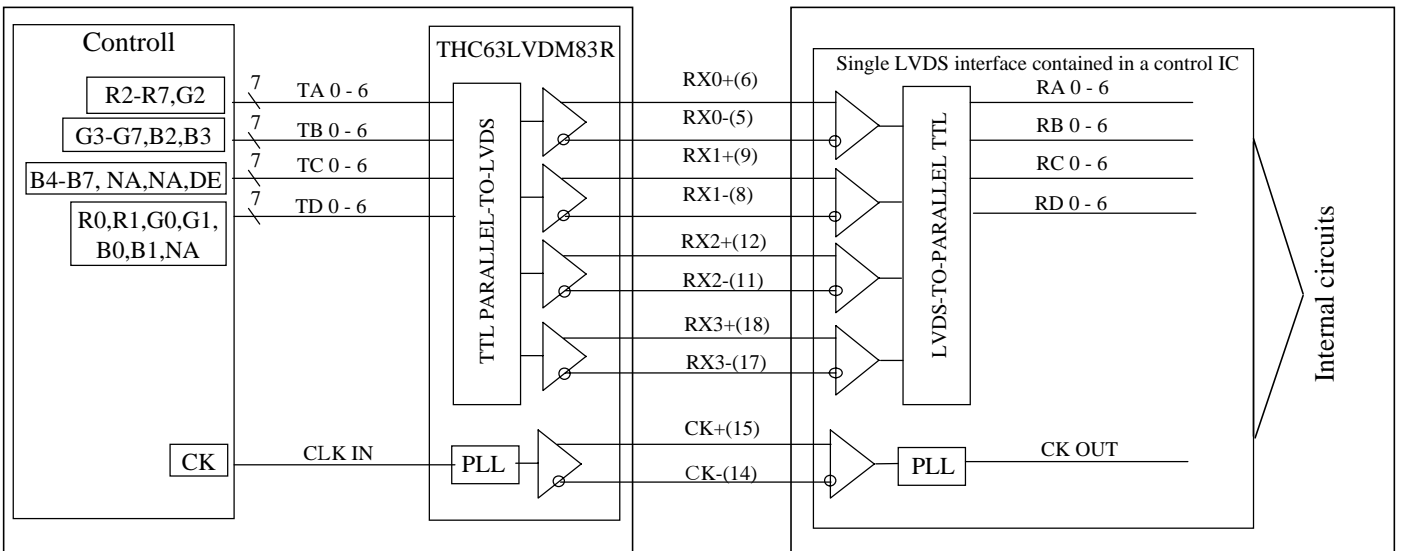 Controll
R2-R7,G2
G3-G7,B2,B3
B4-B7, NA,NA,DE
R0,R1,G0,G1,
B0,B1,NA
CK
7
TA 0 - 6
7
TB 0 - 6
7
TC 0 - 6
7
TD 0 - 6
CLK IN
THC63LVDM83R
TTL PARALLEL-TO-LVDS
PLL
RX0+(6)
RX0-(5)
RX1+(9)
RX1-(8)
RX2+(12)
RX2-(11)
RX3+(18)
RX3-(17)
CK+(15)
CK-(14)
Single LVDS interface contained in a control IC
LVDS-TO-PARALLEL TTL
PLL
RA 0 - 6
RB 0 - 6
RC 0 - 6
RD 0 - 6
CK OUT
Internal circuits